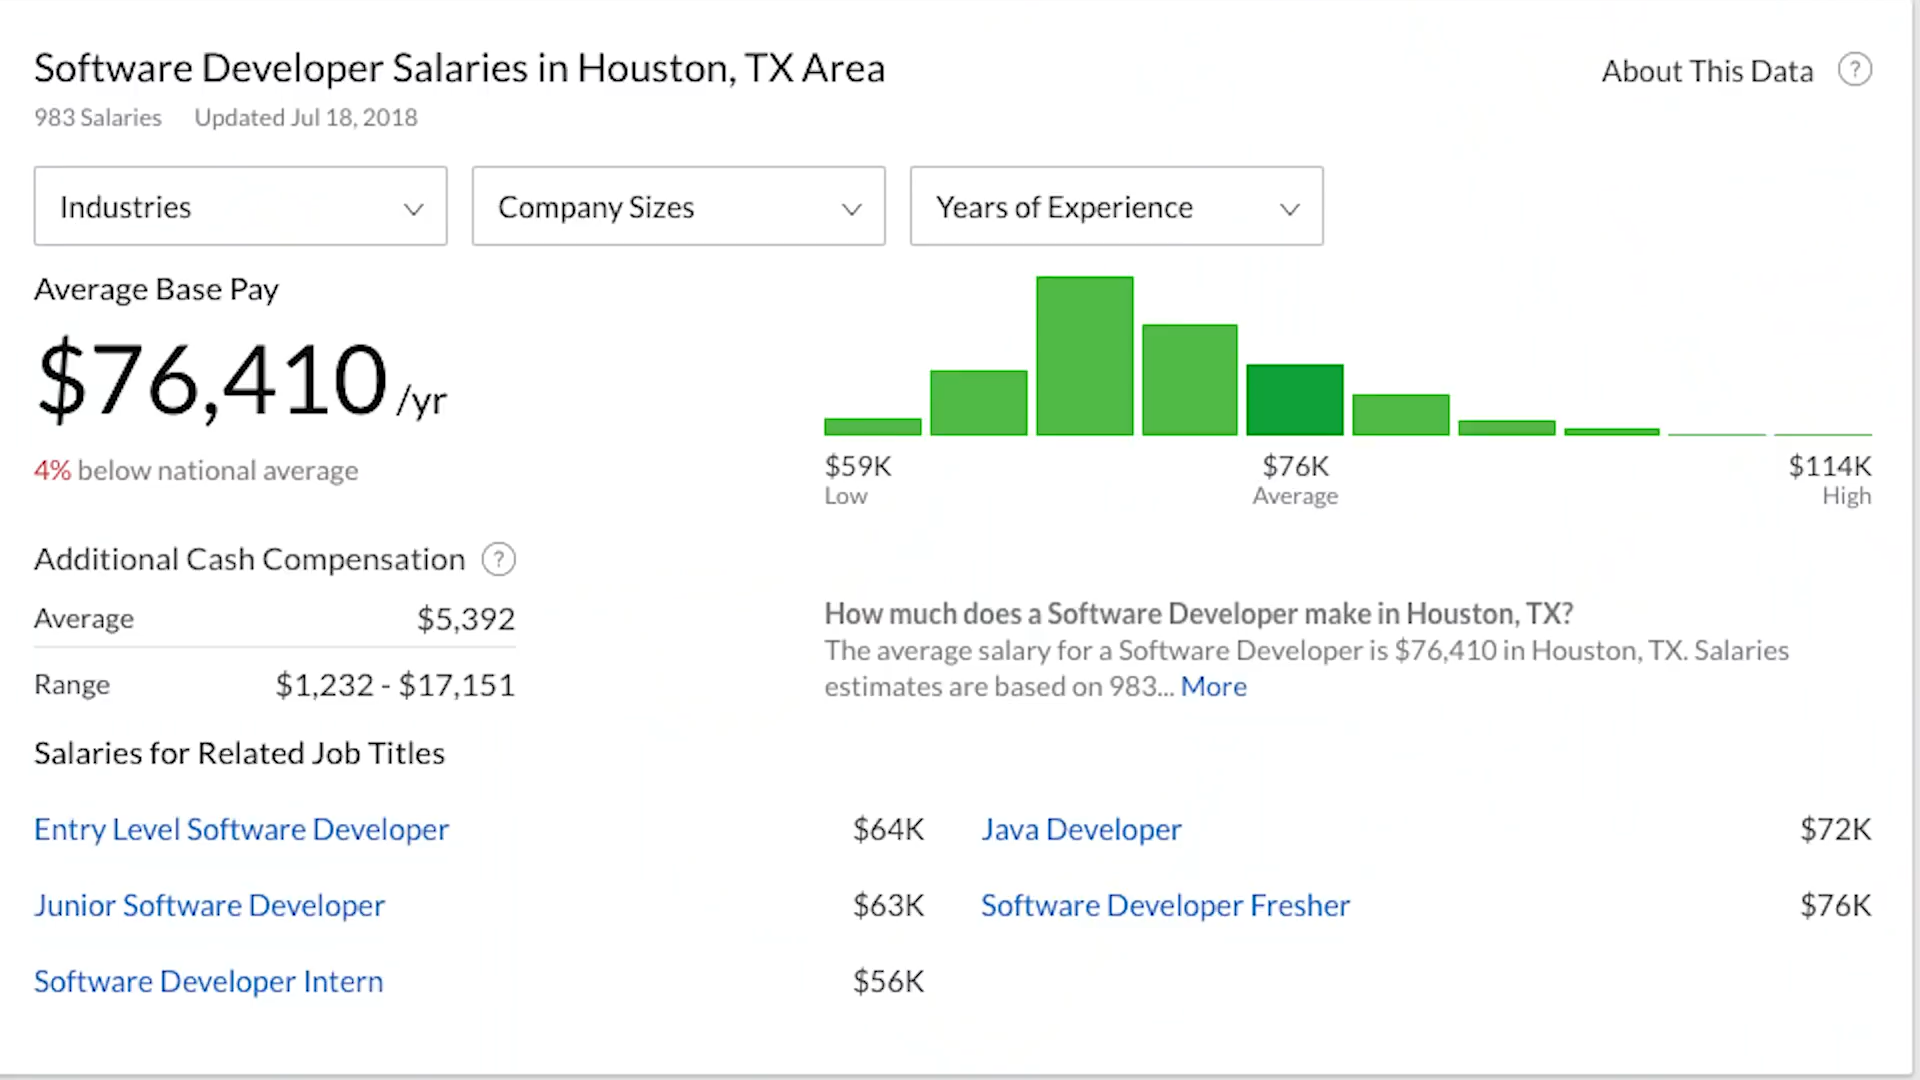 Software Developer Salaries in Houston, TX Area
About This Data ?
983 Salaries Updated Jul 18, 2018
Industries
Company Sizes
Years of Experience
Average Base Pay
$76,410 /yr
4% below national average
$59K
Low
$76K
Average
$114K
High
Additional Cash Compensation ?
Average $5,392
Range $1,232 - $17,151
How much does a Software Developer make in Houston, TX?
The average salary for a Software Developer is $76,410 in Houston, TX. Salaries
estimates are based on 983... More
Salaries for Related Job Titles
Entry Level Software Developer $64K
Java Developer $72K
Junior Software Developer $63K
Software Developer Fresher $76K
Software Developer Intern $56K